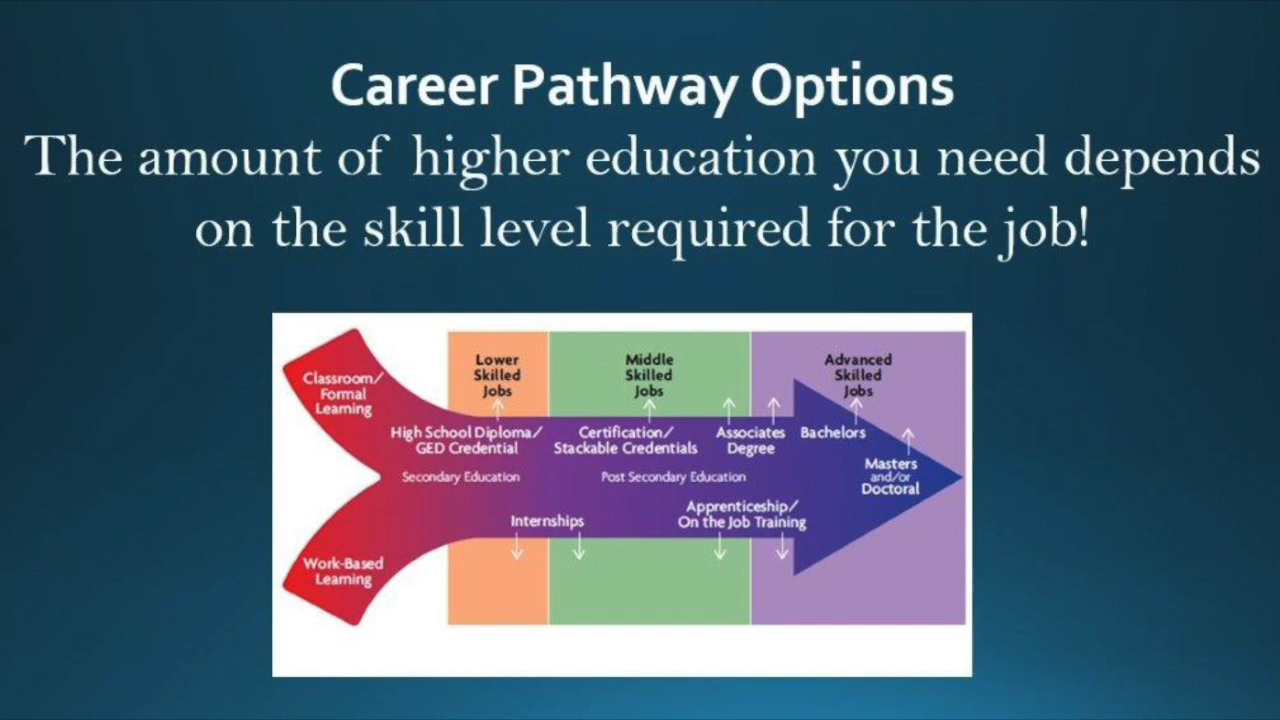 Career Pathway Options
The amount of higher education you need depends
on the skill level required for the job!
Classroom/
Formal
Learning
Work-Based
Learning
Lower
Skilled
Jobs
Middle
Skilled
Jobs
Advanced
Skilled
Jobs
High School Diploma/
GED Credential
Certification/
Stackable Credentials
Associates
Degree
Bachelors
Masters
and/or
Doctoral
Secondary Education
Post Secondary Education
Internships
Apprenticeship/
On the Job Training